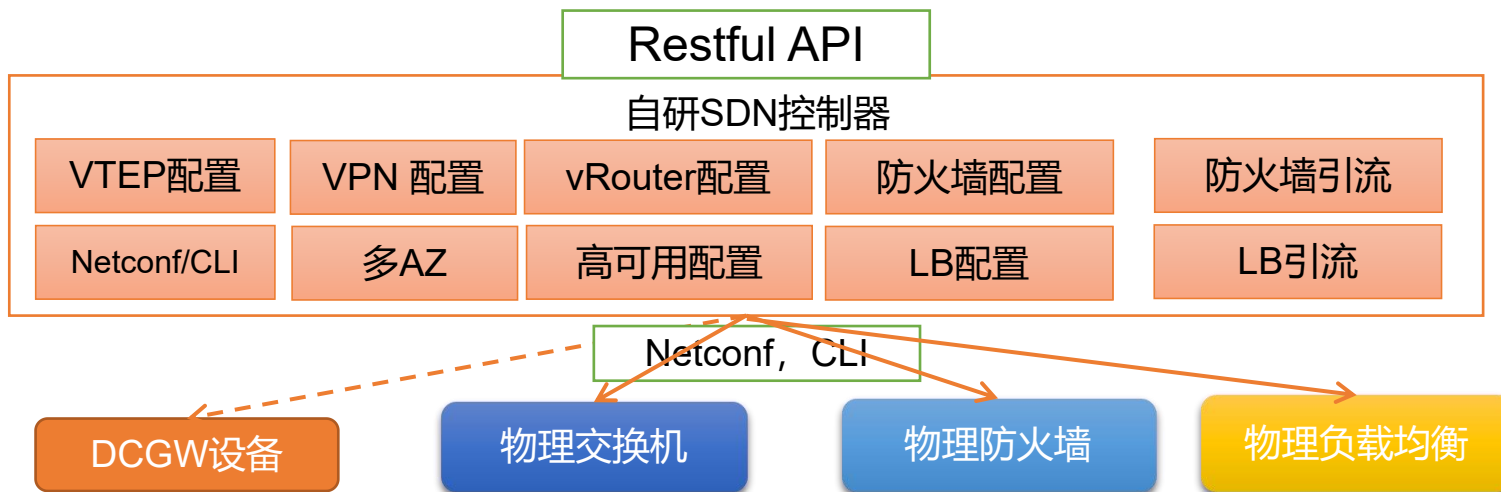 Restful API
自研SDN控制器
VTEP配置
VPN 配置
vRouter配置
防火墙配置
防火墙引流
Netconf/CLI
多AZ
高可用配置
LB配置
LB引流
Netconf，CLI
DCGW设备
物理交换机
物理防火墙
物理负载均衡